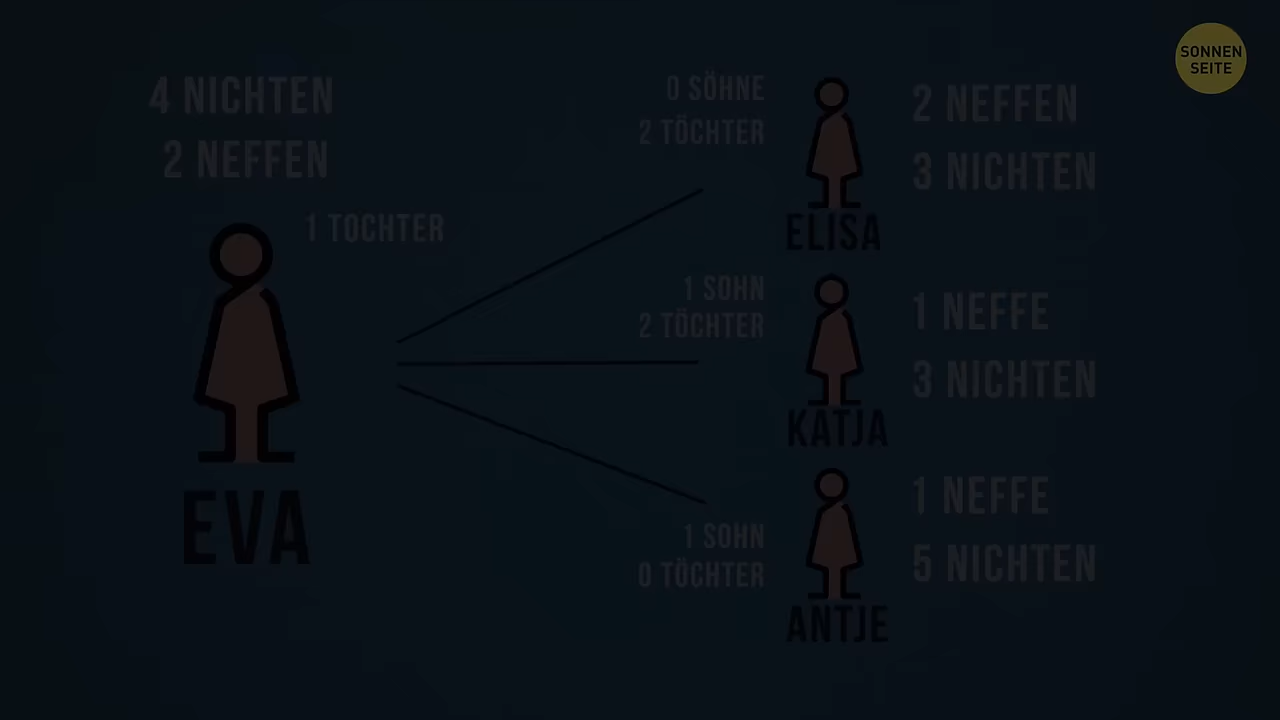 SONNEN
SEITE
4 NICHTEN
2 NEFFEN
1 TOCHTER
EVA
0 SÖHNE
2 TÖCHTER
ELISA
2 NEFFEN
3 NICHTEN
1 SOHN
2 TÖCHTER
KATJA
1 NEFFE
3 NICHTEN
1 SOHN
0 TÖCHTER
ANTJE
1 NEFFE
5 NICHTEN